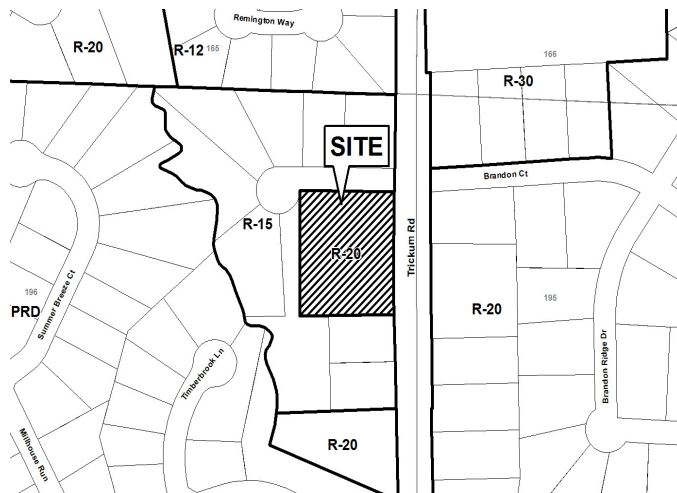 Remington Way
R-20
R-12 165
166
R-30
SITE
Brandon Ct
R-15
Trickum Rd
R-20
196
PRD
Summer Breeze Ct
R-20
195
Timberbrook Ln
Brandon Ridge Dr
R-20
Millhouse Run